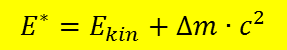 E* = E_kin + Δm · c²